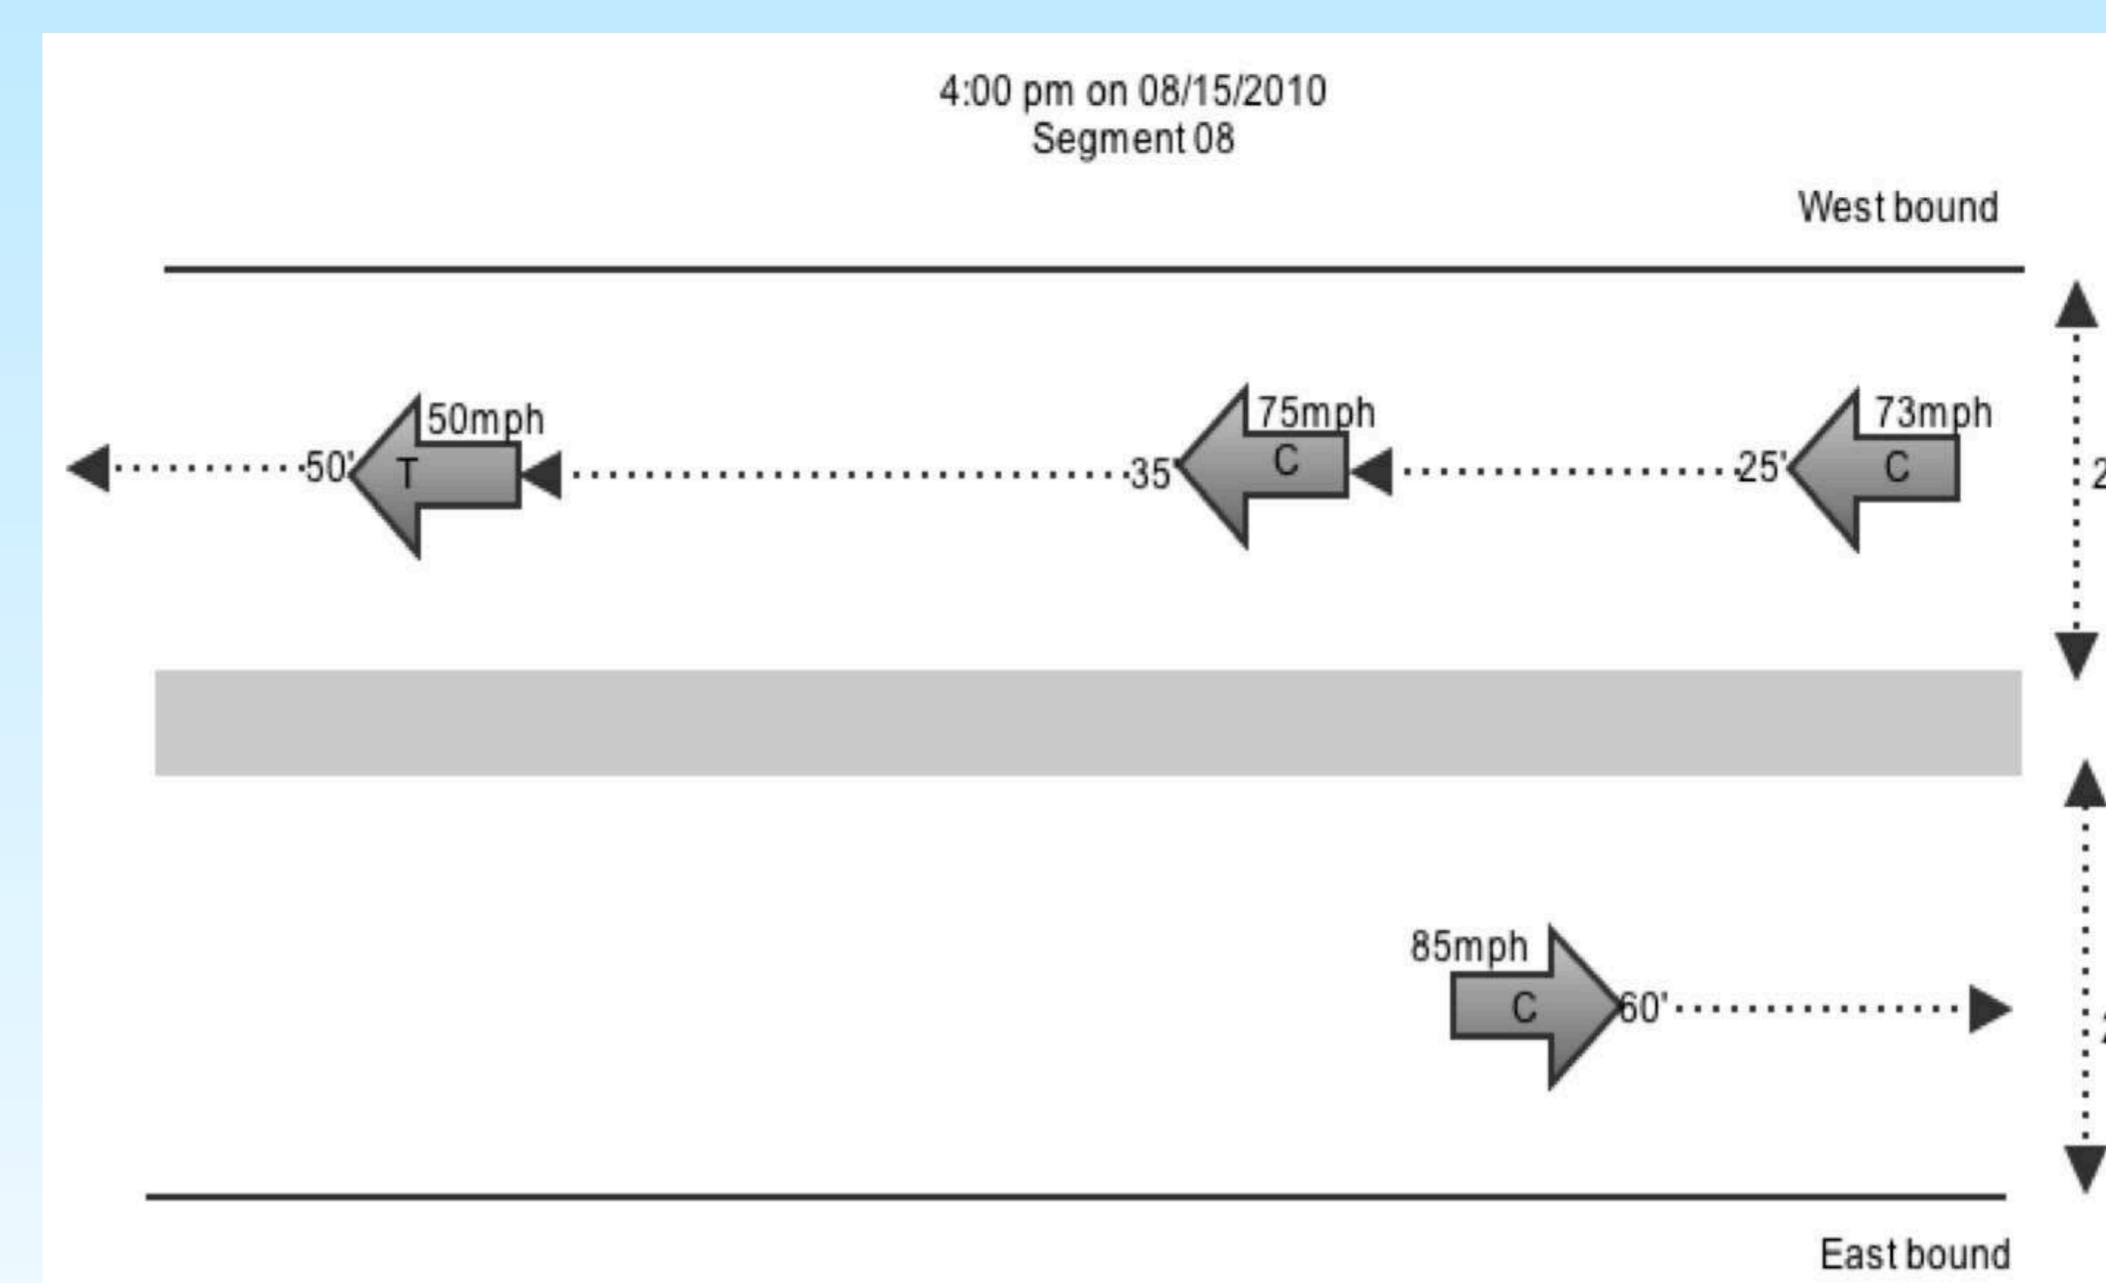 4:00 pm on 08/15/2010
Segment 08
West bound
50mph
75mph
73mph
50'
T
35'
C
25'
C
85mph
C
60'
East bound